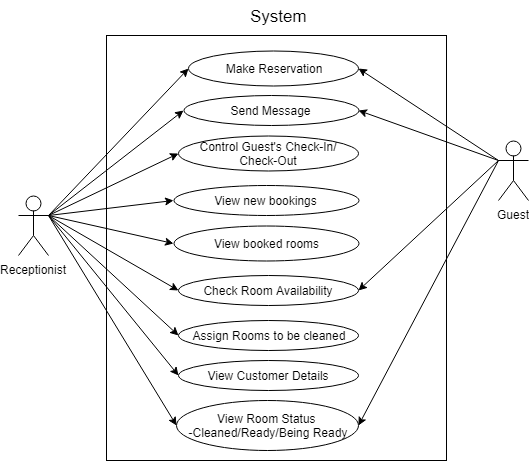 System
Make Reservation
Send Message
Control Guest's Check-In/
Check-Out
View new bookings
View booked rooms
Check Room Availability
Assign Rooms to be cleaned
View Customer Details
View Room Status
-Cleaned/Ready/Being Ready
Receptionist
Guest